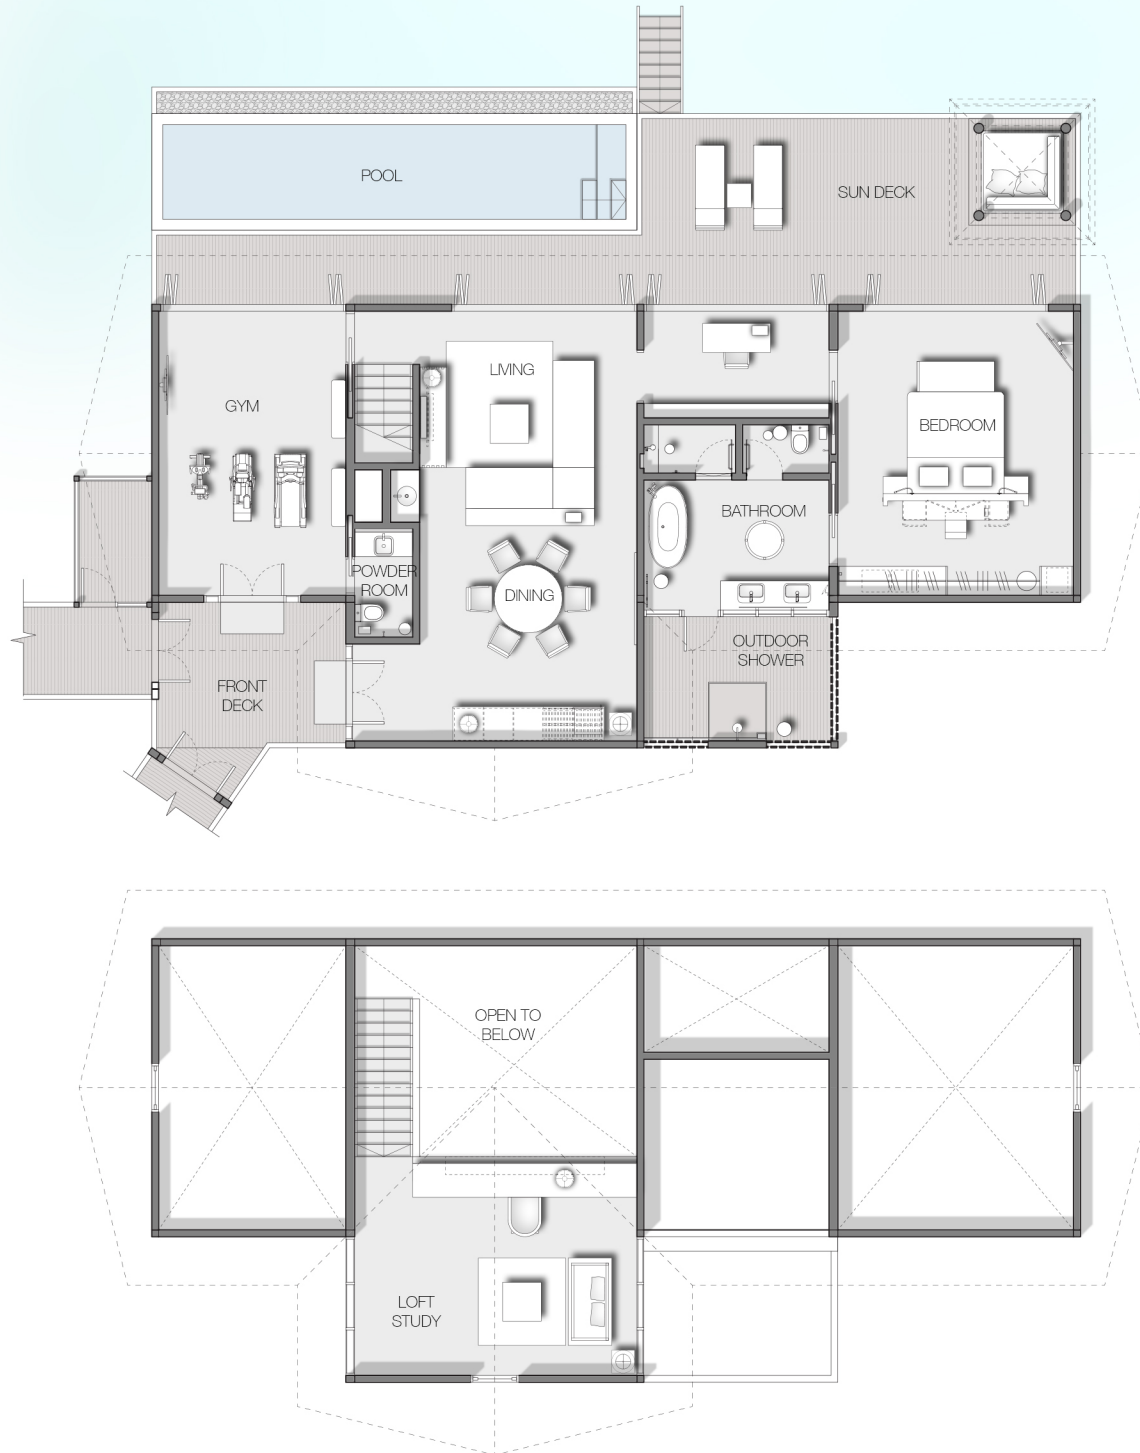 POOL
SUN DECK
LIVING
GYM
BEDROOM
BATHROOM
POWDER
ROOM
DINING
OUTDOOR
SHOWER
FRONT
DECK
OPEN TO
BELOW
LOFT
STUDY